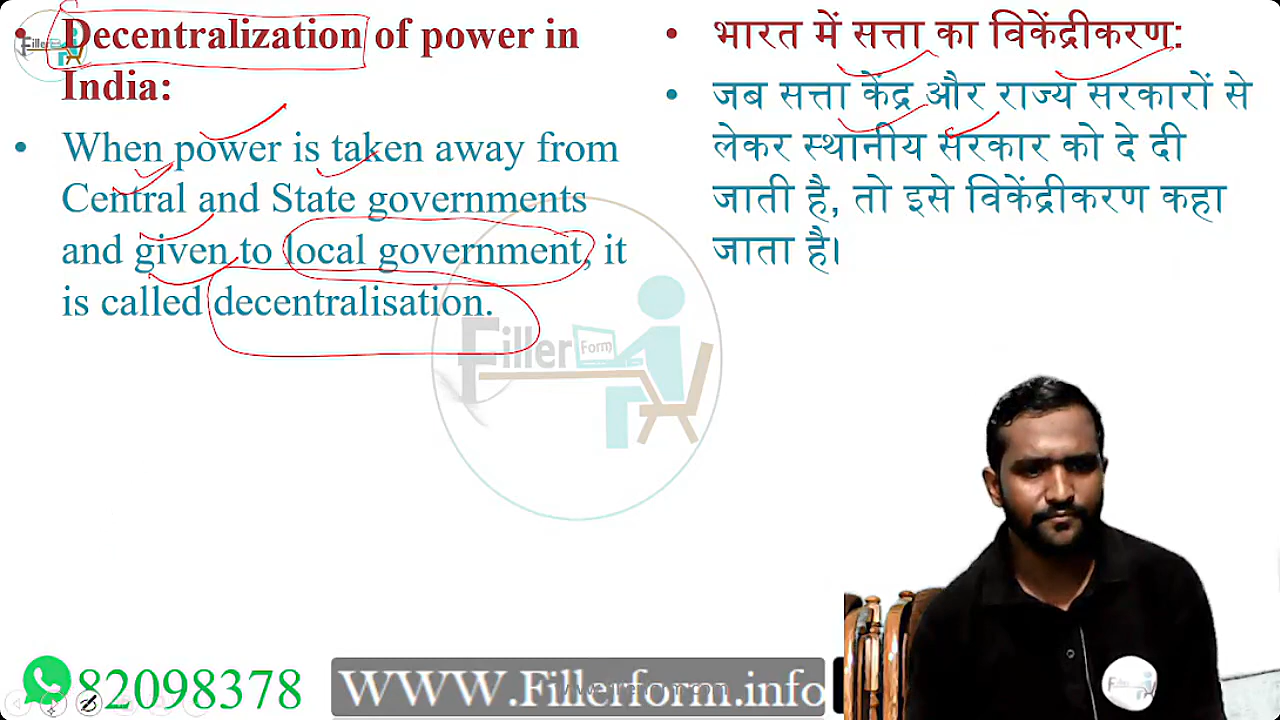 Decentralization of power in
India:
When power is taken away from
Central and State governments
and given to local government, it
is called decentralisation.
भारत में सत्ता का विकेंद्रीकरण:
जब सत्ता केंद्र और राज्य सरकारों से
लेकर स्थानीय सरकार को दे दी
जाती है, तो इसे विकेंद्रीकरण कहा
जाता है।
Filler Form
82098378
WWW.Fillerform.info